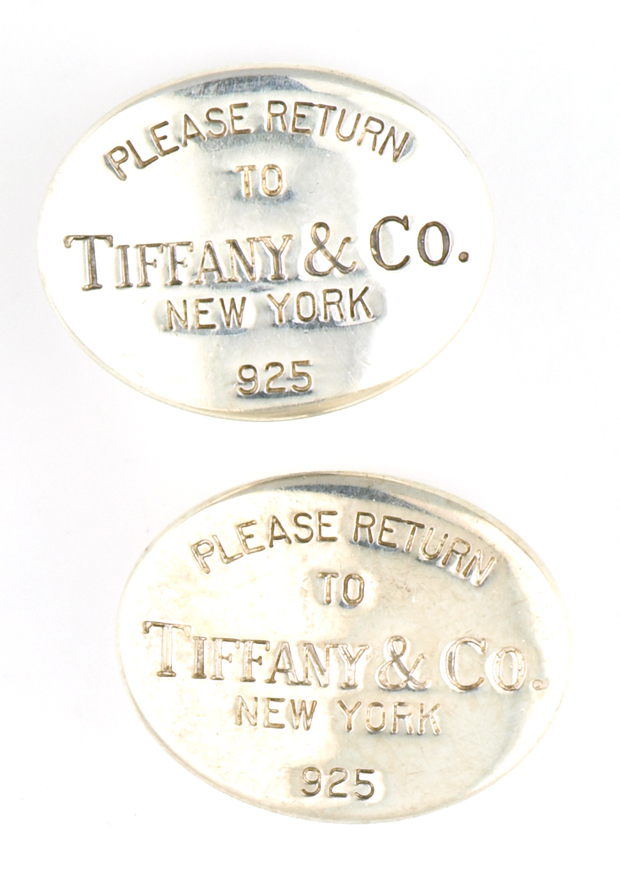 PLEASE RETURN
TO
TIFFANY & CO.
NEW YORK
925
PLEASE RETURN
TO
TIFFANY & CO.
NEW YORK
925